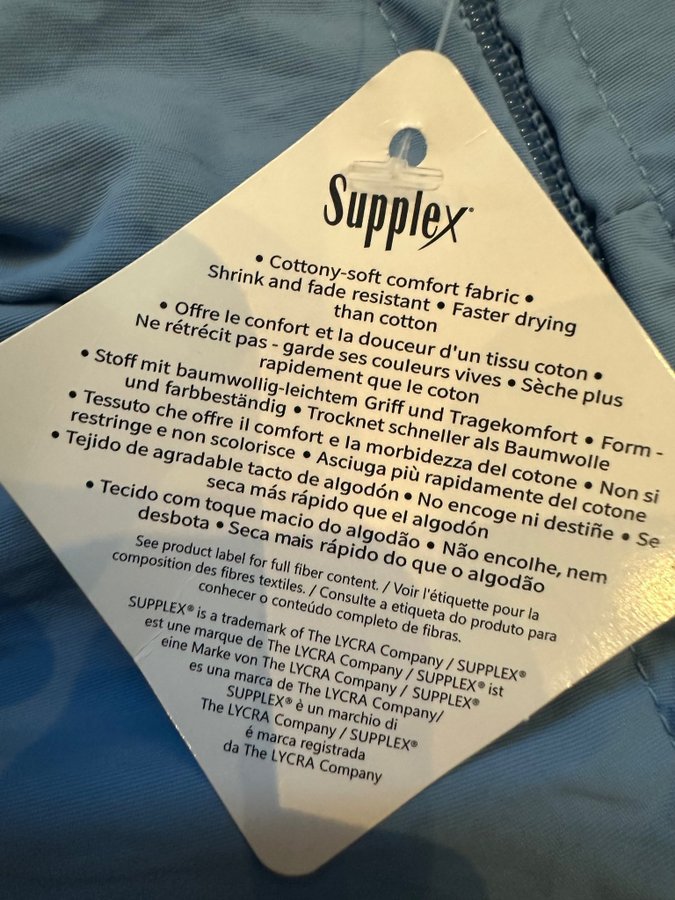 Supplex®
• Cottony-soft comfort fabric •
Shrink and fade resistant • Faster drying
than cotton
• Offre le confort et la douceur d'un tissu coton •
Ne rétrécit pas - garde ses couleurs vives • Sèche plus
rapidement que le coton
• Stoff mit baumwollig-leichtem Griff und Tragekomfort • Form -
und farbbeständig • Trocknet schneller als Baumwolle
• Tessuto che offre il comfort e la morbidezza del cotone • Non si
restringe e non scolorisce • Asciuga più rapidamente del cotone
• Tejido de agradable tacto de algodón • No encoge ni destiñe • Se
seca más rápido que el algodón
• Tecido com toque macio do algodão • Não encolhe, nem
desbota • Seca mais rápido do que o algodão
See product label for full fiber content. / Voir l'étiquette pour la
composition des fibres textiles. / Consulte a etiqueta do produto para
conhecer o conteúdo completo de fibras.
SUPPLEX® is a trademark of The LYCRA Company / SUPPLEX®
est une marque de The LYCRA Company / SUPPLEX® ist
eine Marke von The LYCRA Company / SUPPLEX®
es una marca de The LYCRA Company/
SUPPLEX® è un marchio di
The LYCRA Company / SUPPLEX®
é marca registrada
da The LYCRA Company